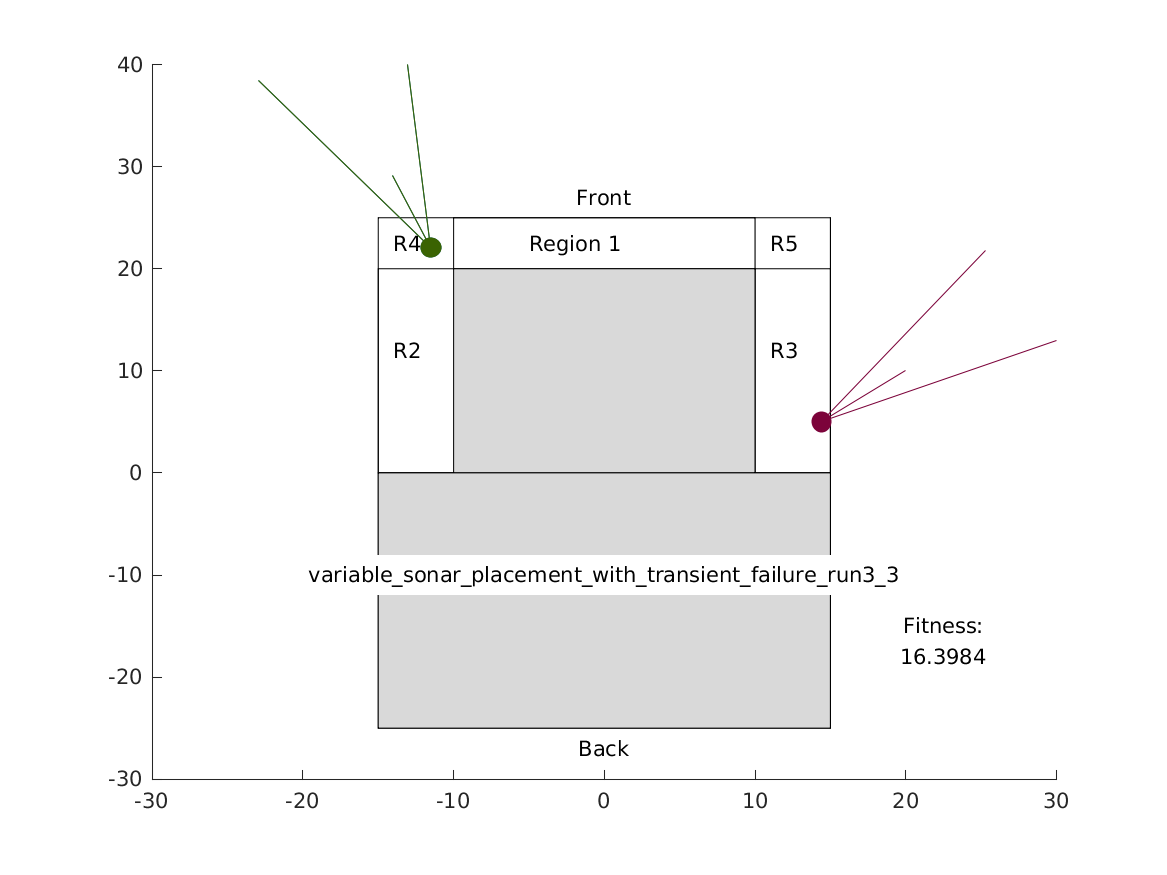 40
30
Front
R4
Region 1
R5
20
R2
R3
10
0
-10
variable_sonar_placement_with_transient_failure_run3_3
Fitness:
16.3984
-20
Back
-30
-30
-20
-10
0
10
20
30